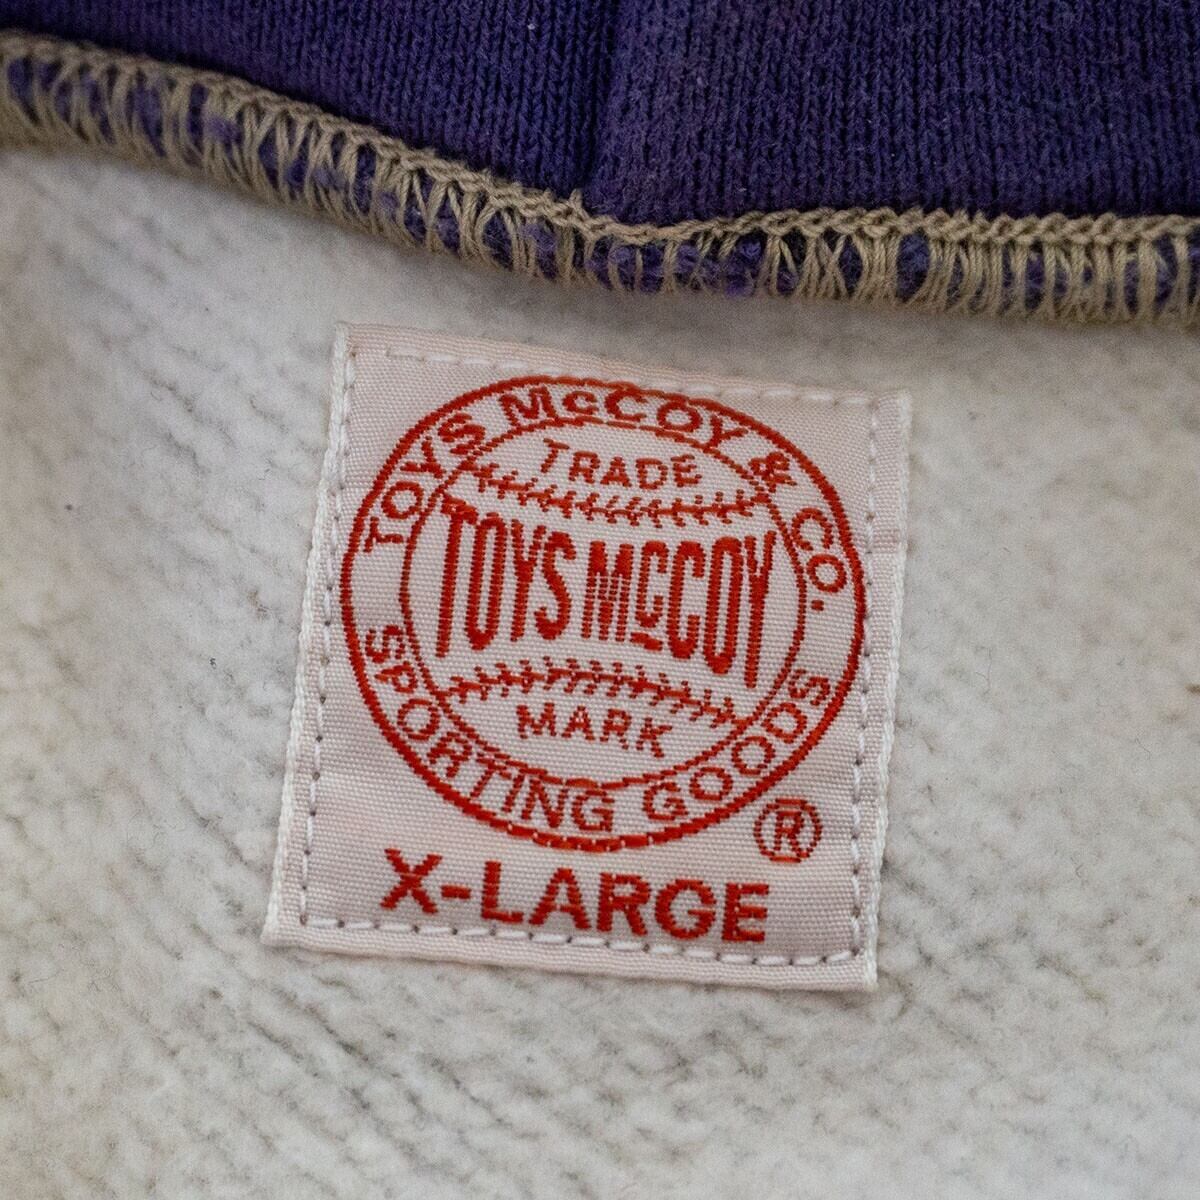 TOYS McCOY & CO.
TRADE
TOYS McCOY
MARK
SPORTING GOODS
®
X-LARGE